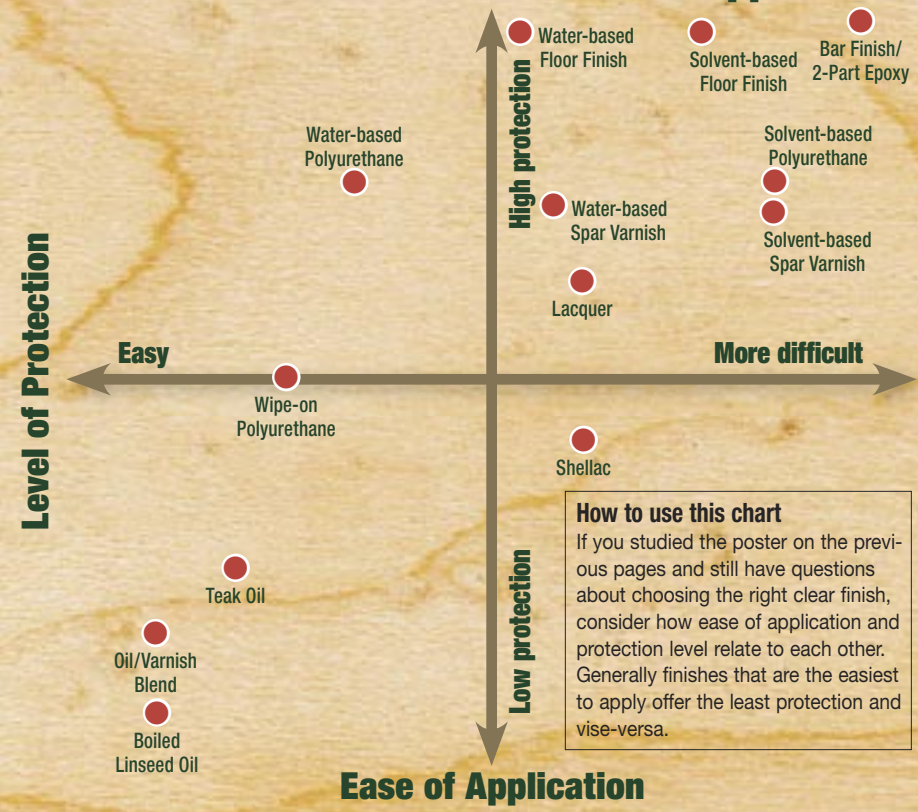 Water-based
Floor Finish
Solvent-based
Floor Finish
Bar Finish/
2-Part Epoxy
Water-based
Polyurethane
Solvent-based
Polyurethane
High protection
Water-based
Spar Varnish
Solvent-based
Spar Varnish
Lacquer
Level of Protection
Easy
More difficult
Wipe-on
Polyurethane
Shellac
How to use this chart
If you studied the poster on the previ-
ous pages and still have questions
about choosing the right clear finish,
consider how ease of application and
protection level relate to each other.
Generally finishes that are the easiest
to apply offer the least protection and
vise-versa.
Low protection
Teak Oil
Oil/Varnish
Blend
Boiled
Linseed Oil
Ease of Application